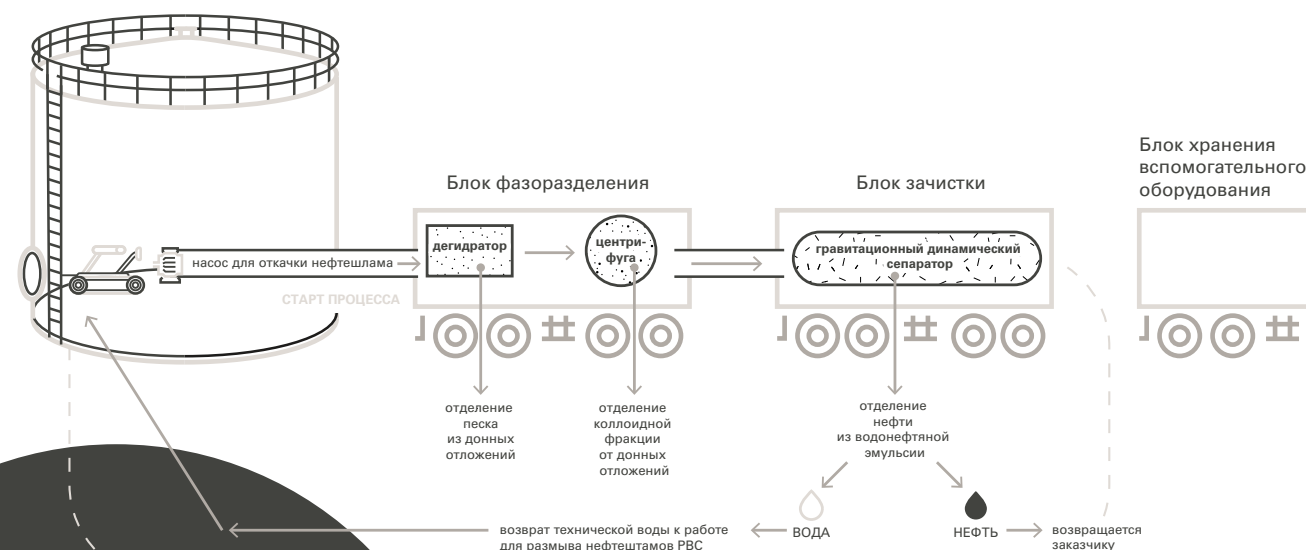 Блок хранения
вспомогательного
оборудования
Блок фазоразделения
Блок зачистки
дегидратор
центри-
фуга
гравитационный динамический
сепаратор
насос для откачки нефтешлама
СТАРТ ПРОЦЕССА
отделение
песка
из донных
отложений
отделение
коллоидной
фракции
от донных
отложений
отделение
нефти
из водонефтяной
эмульсии
возврат технической воды к работе
для размыва нефтештамов РВС
ВОДА
НЕФТЬ
возвращается
заказчику